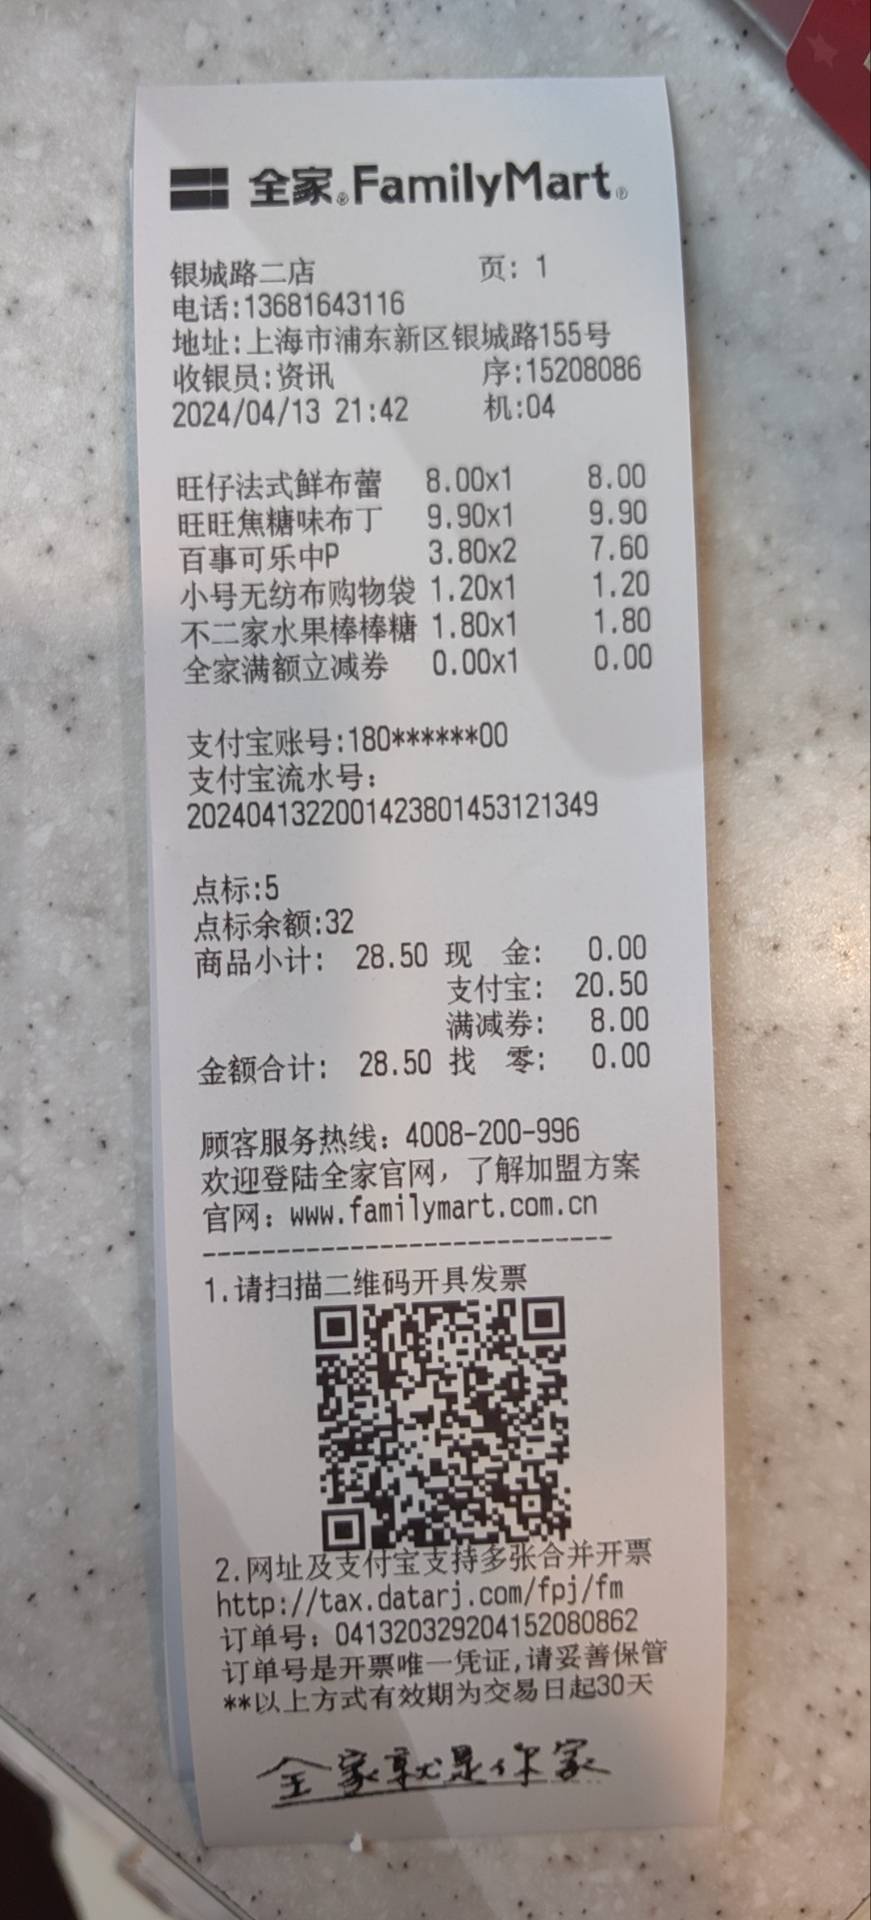 全家® FamilyMart®
银城路二店 页: 1
电话:13681643116
地址:上海市浦东新区银城路155号
收银员:资讯 序:15208086
2024/04/13 21:42 机:04
旺仔法式鲜布蕾 8.00x1 8.00
旺旺焦糖味布丁 9.90x1 9.90
百事可乐中P 3.80x2 7.60
小号无纺布购物袋 1.20x1 1.20
不二家水果棒棒糖 1.80x1 1.80
全家满额立减券 0.00x1 0.00
支付宝账号:180******00
支付宝流水号:
2024041322001423801453121349
点标:5
点标余额:32
商品小计: 28.50 现 金: 0.00
支付宝: 20.50
满减券: 8.00
金额合计: 28.50 找 零: 0.00
顾客服务热线: 4008-200-996
欢迎登陆全家官网, 了解加盟方案
官网: www.familymart.com.cn
----------------------------
1.请扫描二维码开具发票
2.网址及支付宝支持多张合并开票
http://tax.datarj.com/fpj/fm
订单号: 041320329204152080862
订单号是开票唯一凭证,请妥善保管
**以上方式有效期为交易日起30天
全家就是你家